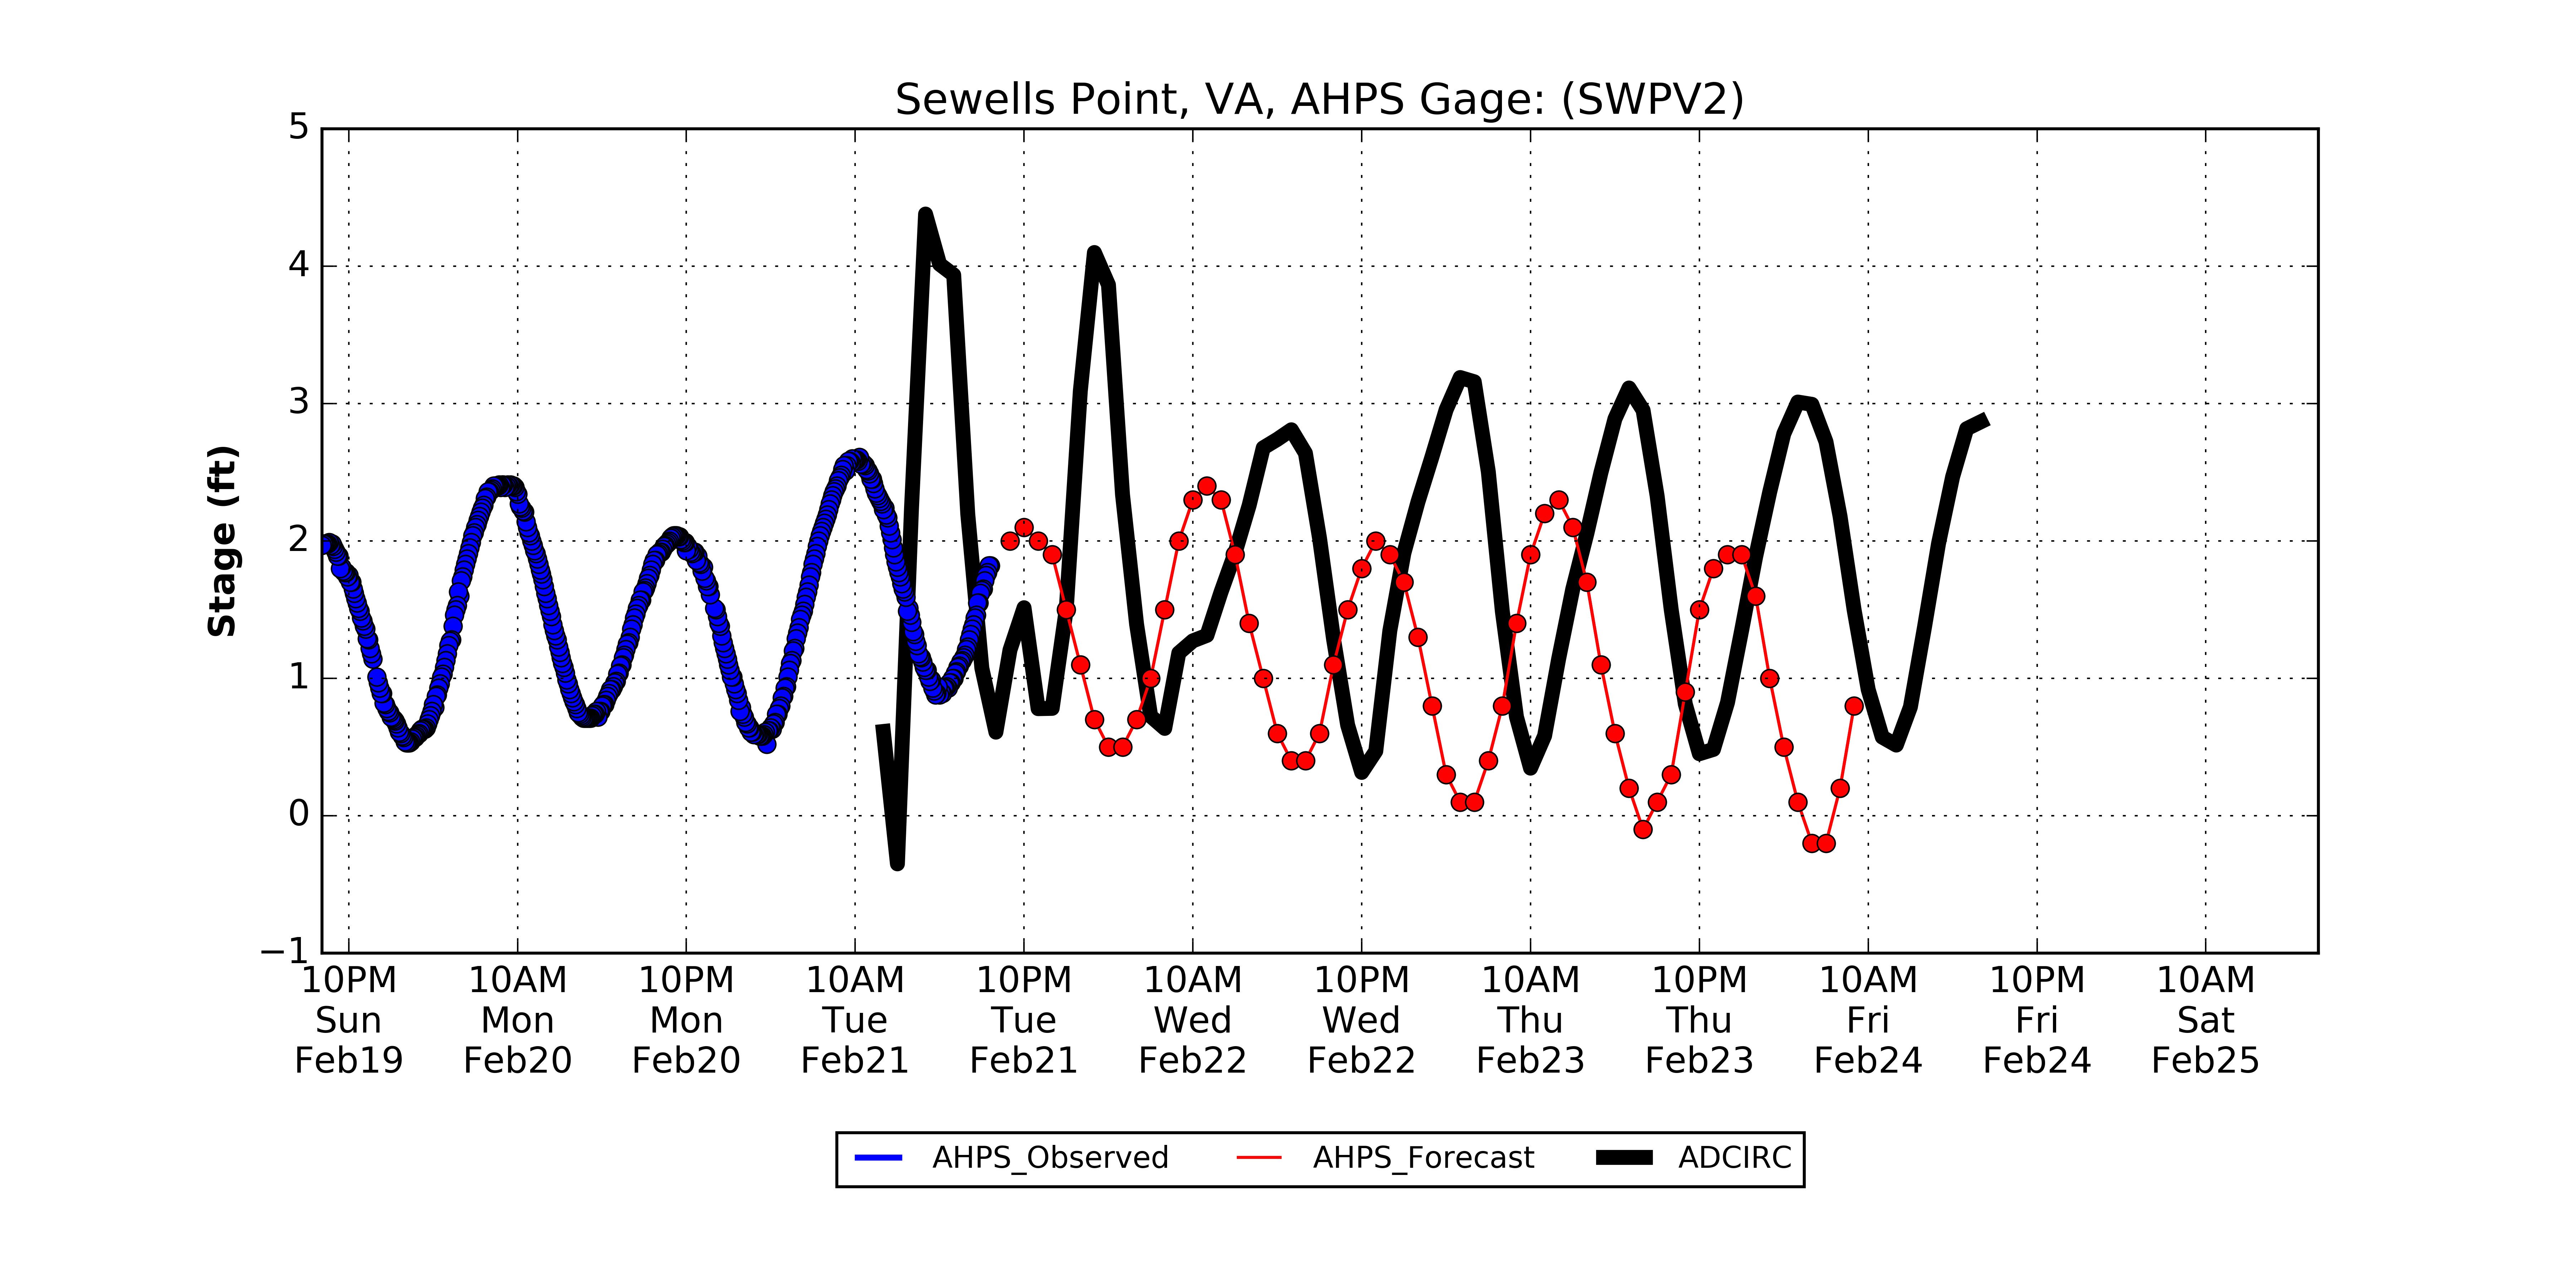 Sewells Point, VA, AHPS Gage: (SWPV2)
Stage (ft)
5
4
3
2
1
0
−1
10PM 10AM 10PM 10AM 10PM 10AM 10PM 10AM 10PM 10AM 10PM 10AM
Sun Mon Mon Tue Tue Wed Wed Thu Thu Fri Fri Sat
Feb19 Feb20 Feb20 Feb21 Feb21 Feb22 Feb22 Feb23 Feb23 Feb24 Feb24 Feb25
AHPS_Observed AHPS_Forecast ADCIRC